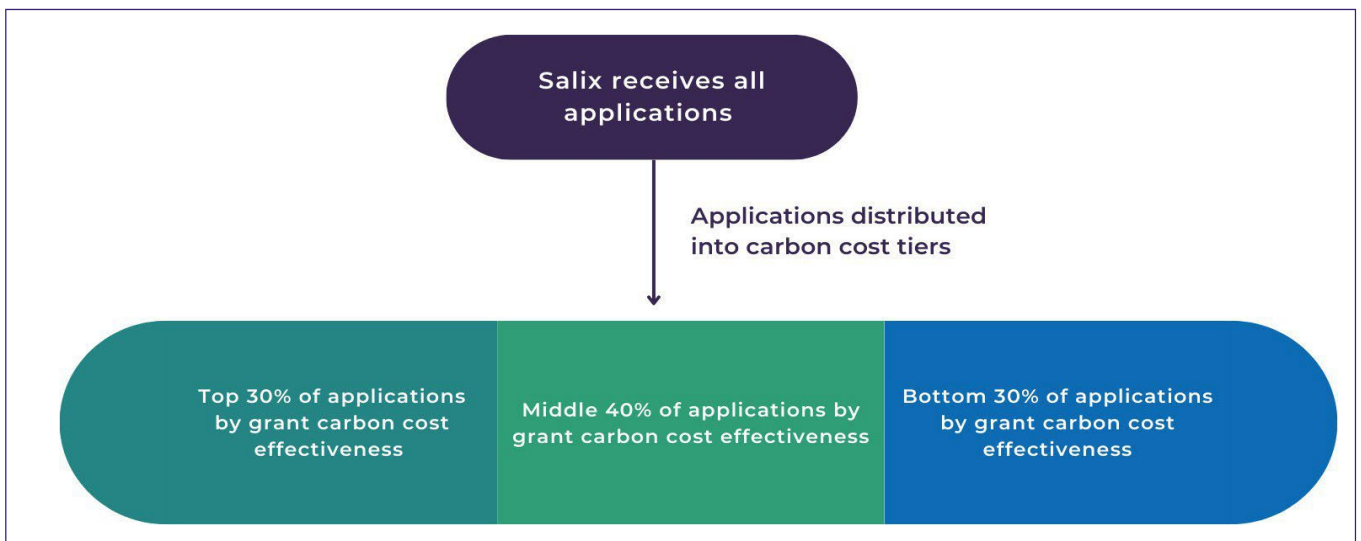 Salix receives all
applications
Applications distributed
into carbon cost tiers
Top 30% of applications
by grant carbon cost
effectiveness
Middle 40% of applications by
grant carbon cost effectiveness
Bottom 30% of applications
by grant carbon cost
effectiveness